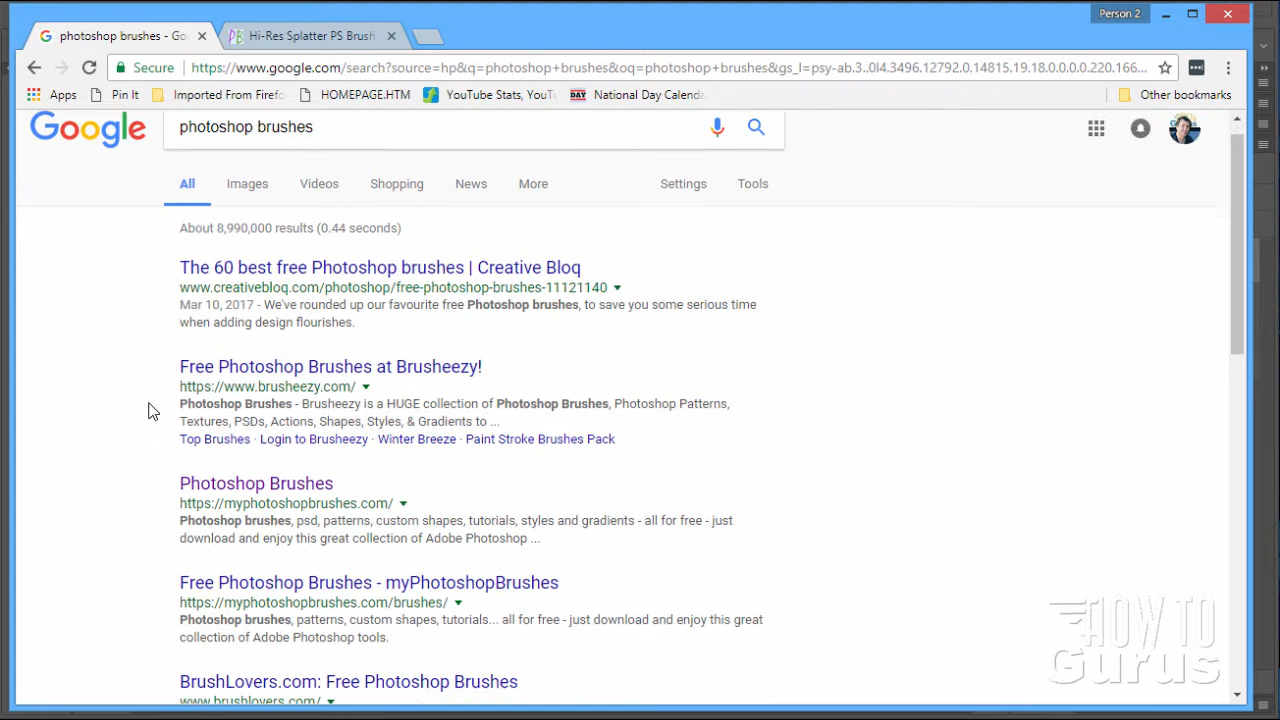 Person 2
photoshop brushes - Go
Hi-Res Splatter PS Brush
Secure https://www.google.com/search?source=hp&q=photoshop+brushes&oq=photoshop+brushes&gs_l=psy-ab.3..0l4.3496.12792.0.14815.19.18.0.0.0.0.220.166...
Apps Pin It Imported From Firefo HOMEPAGE.HTM YouTube Stats, YouT National Day Calenda Other bookmarks
Google photoshop brushes
All Images Videos Shopping News More Settings Tools
About 8,990,000 results (0.44 seconds)
The 60 best free Photoshop brushes | Creative Bloq
www.creativebloq.com/photoshop/free-photoshop-brushes-11121140
Mar 10, 2017 - We've rounded up our favourite free Photoshop brushes, to save you some serious time
when adding design flourishes.
Free Photoshop Brushes at Brusheezy!
https://www.brusheezy.com/
Photoshop Brushes - Brusheezy is a HUGE collection of Photoshop Brushes, Photoshop Patterns,
Textures, PSDs, Actions, Shapes, Styles, & Gradients to ...
Top Brushes · Login to Brusheezy · Winter Breeze · Paint Stroke Brushes Pack
Photoshop Brushes
https://myphotoshopbrushes.com/
Photoshop brushes, psd, patterns, custom shapes, tutorials, styles and gradients - all for free - just
download and enjoy this great collection of Adobe Photoshop ...
Free Photoshop Brushes - myPhotoshopBrushes
https://myphotoshopbrushes.com/brushes/
Photoshop brushes, patterns, custom shapes, tutorials... all for free - just download and enjoy this great
collection of Adobe Photoshop tools.
BrushLovers.com: Free Photoshop Brushes
www.brushlovers.com/
HOW TO
Gurus